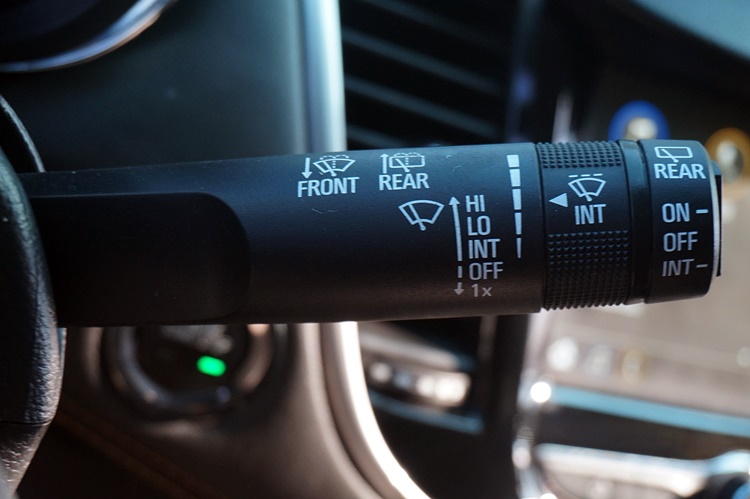 FRONT
REAR
HI
LO
INT
OFF
1x
INT
REAR
ON
OFF
INT